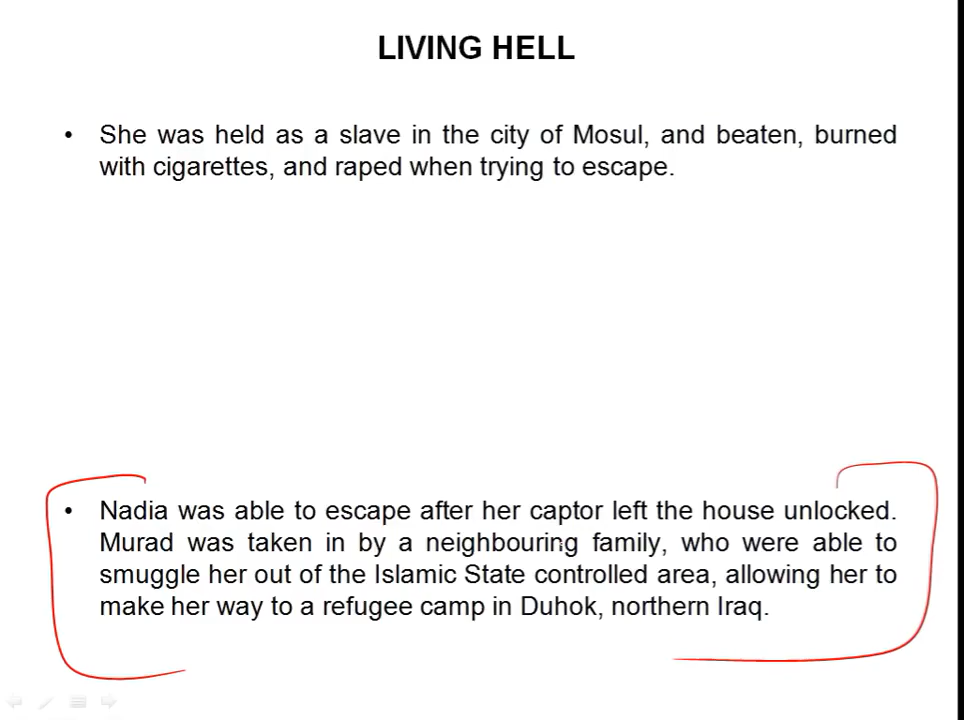 LIVING HELL
• She was held as a slave in the city of Mosul, and beaten, burned
with cigarettes, and raped when trying to escape.
• Nadia was able to escape after her captor left the house unlocked.
Murad was taken in by a neighbouring family, who were able to
smuggle her out of the Islamic State controlled area, allowing her to
make her way to a refugee camp in Duhok, northern Iraq.